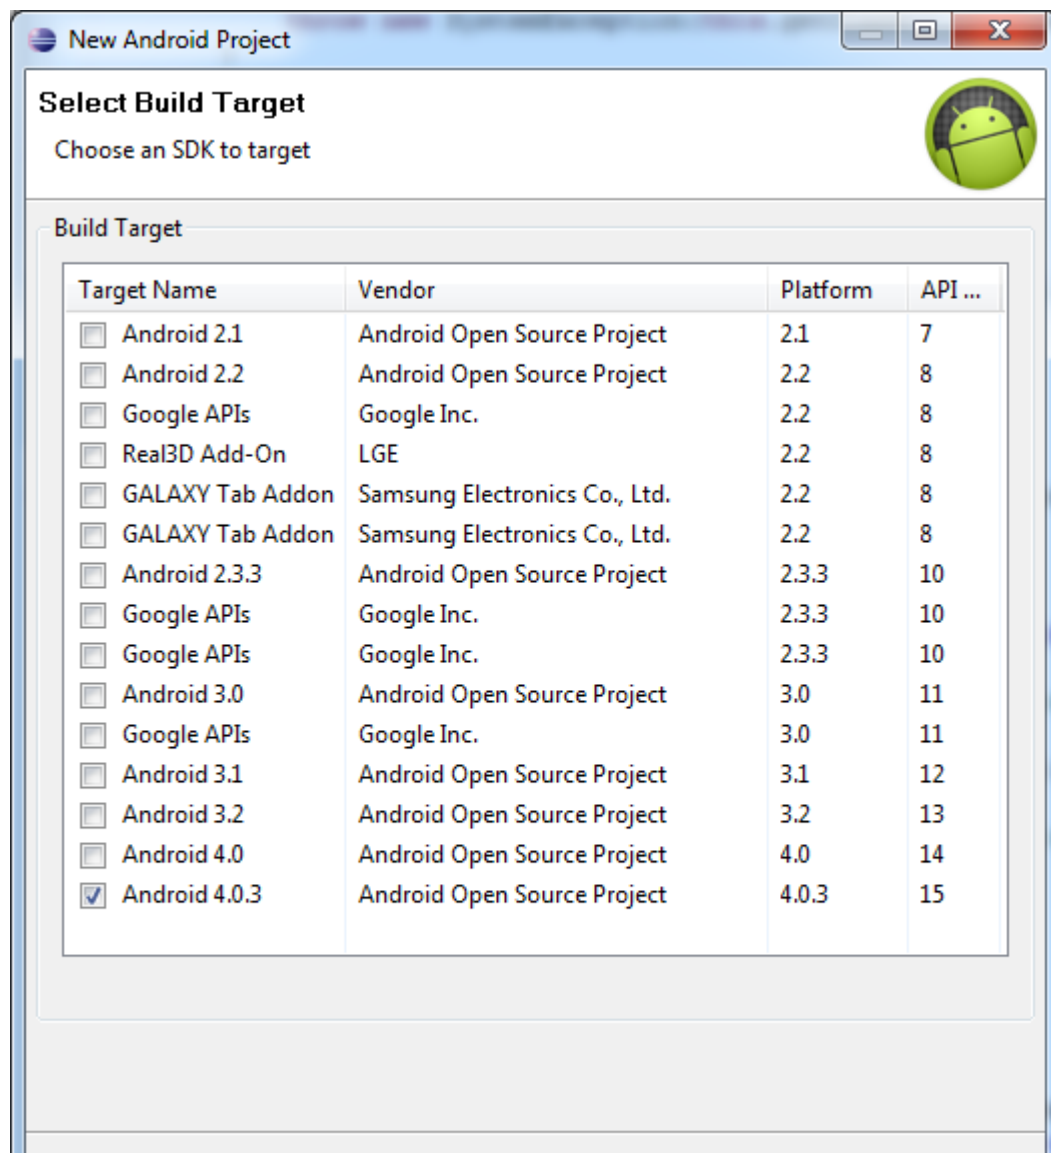 New Android Project
Select Build Target
Choose an SDK to target
Build Target
Target Name Vendor Platform API ...
Android 2.1 Android Open Source Project 2.1 7
Android 2.2 Android Open Source Project 2.2 8
Google APIs Google Inc. 2.2 8
Real3D Add-On LGE 2.2 8
GALAXY Tab Addon Samsung Electronics Co., Ltd. 2.2 8
GALAXY Tab Addon Samsung Electronics Co., Ltd. 2.2 8
Android 2.3.3 Android Open Source Project 2.3.3 10
Google APIs Google Inc. 2.3.3 10
Google APIs Google Inc. 2.3.3 10
Android 3.0 Android Open Source Project 3.0 11
Google APIs Google Inc. 3.0 11
Android 3.1 Android Open Source Project 3.1 12
Android 3.2 Android Open Source Project 3.2 13
Android 4.0 Android Open Source Project 4.0 14
Android 4.0.3 Android Open Source Project 4.0.3 15